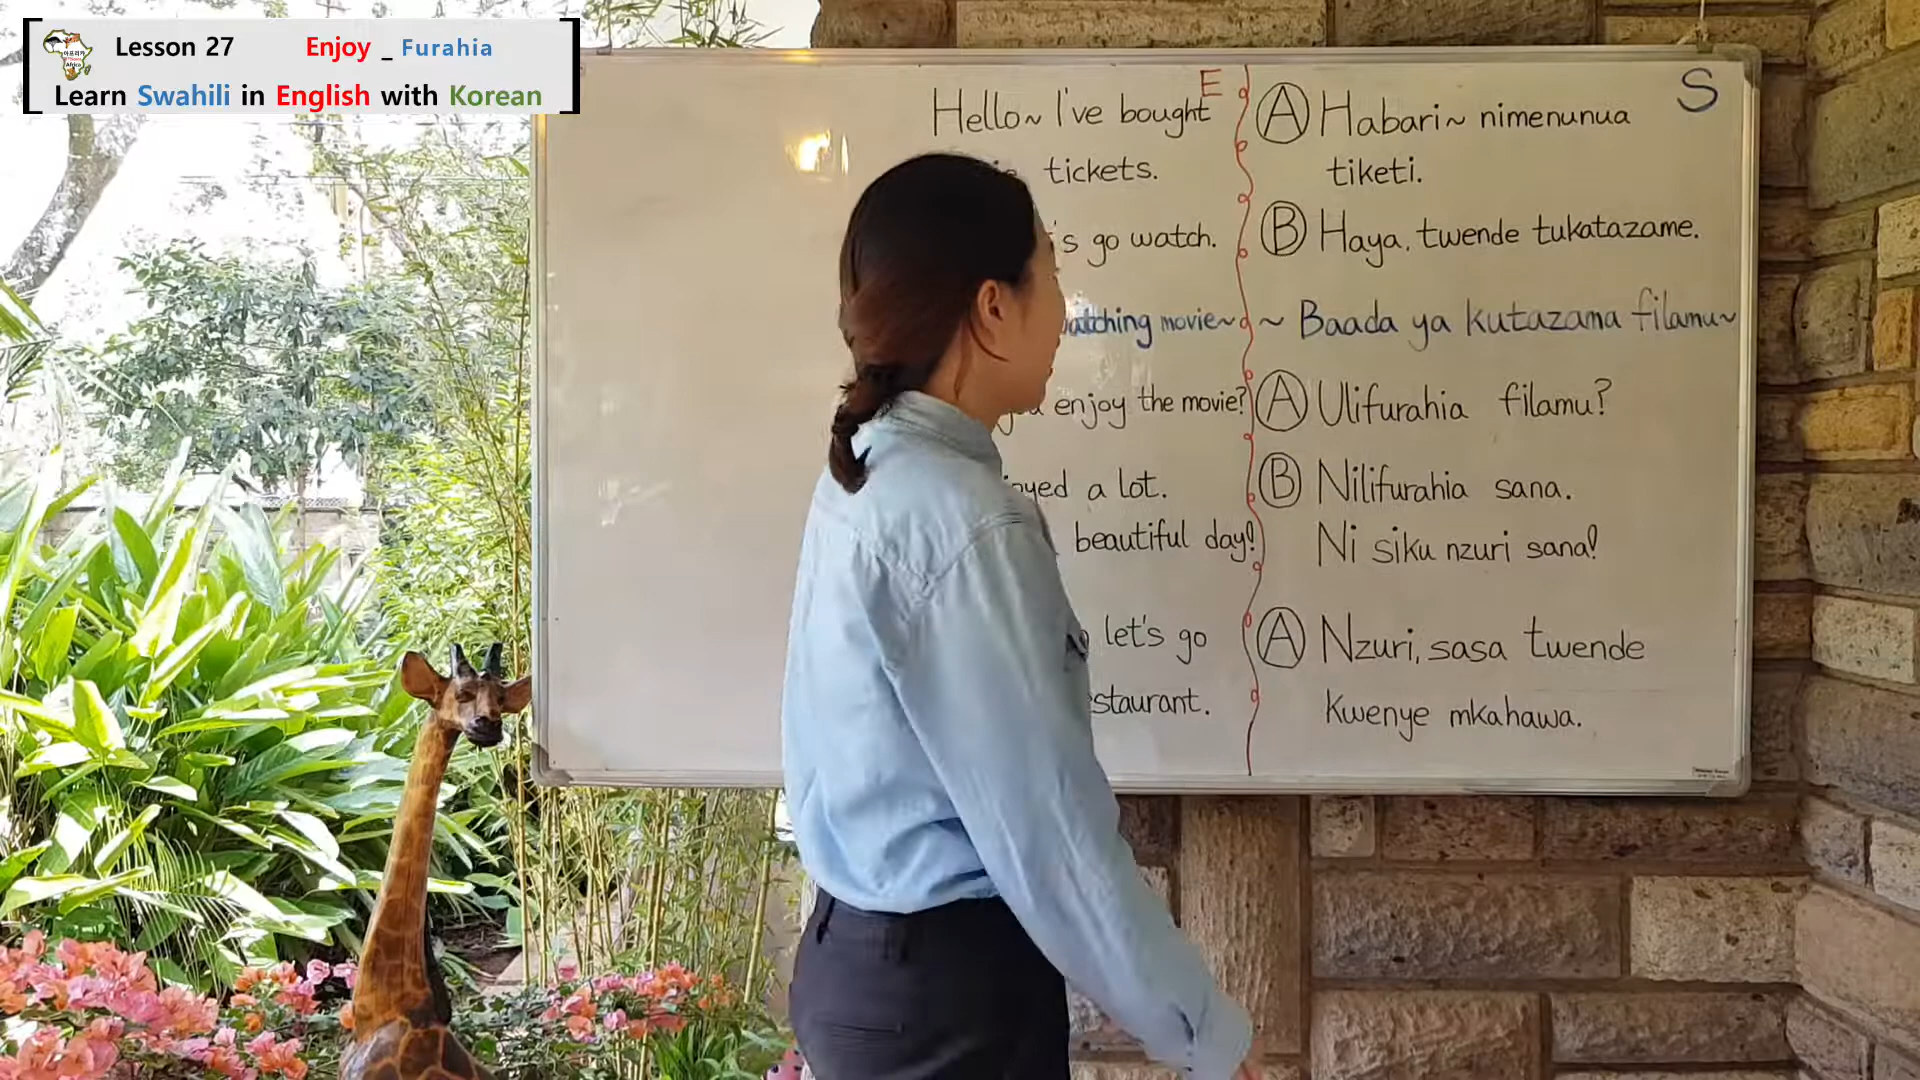 Lesson 27 Enjoy _ Furahia
Learn Swahili in English with Korean
E
Hello~ I've bought
tickets.
's go watch.
watching movie~
enjoy the movie?
a lot.
beautiful day!
let's go
S
Ⓐ Habari~ nimenunua
tiketi.
Ⓑ Haya, twende tukatazame.
~ Baada ya kutazama filamu~
Ⓐ Ulifurahia filamu?
Ⓑ Nilifurahia sana.
Ni siku nzuri sana!
Ⓐ Nzuri, sasa twende
kwenye mkahawa.